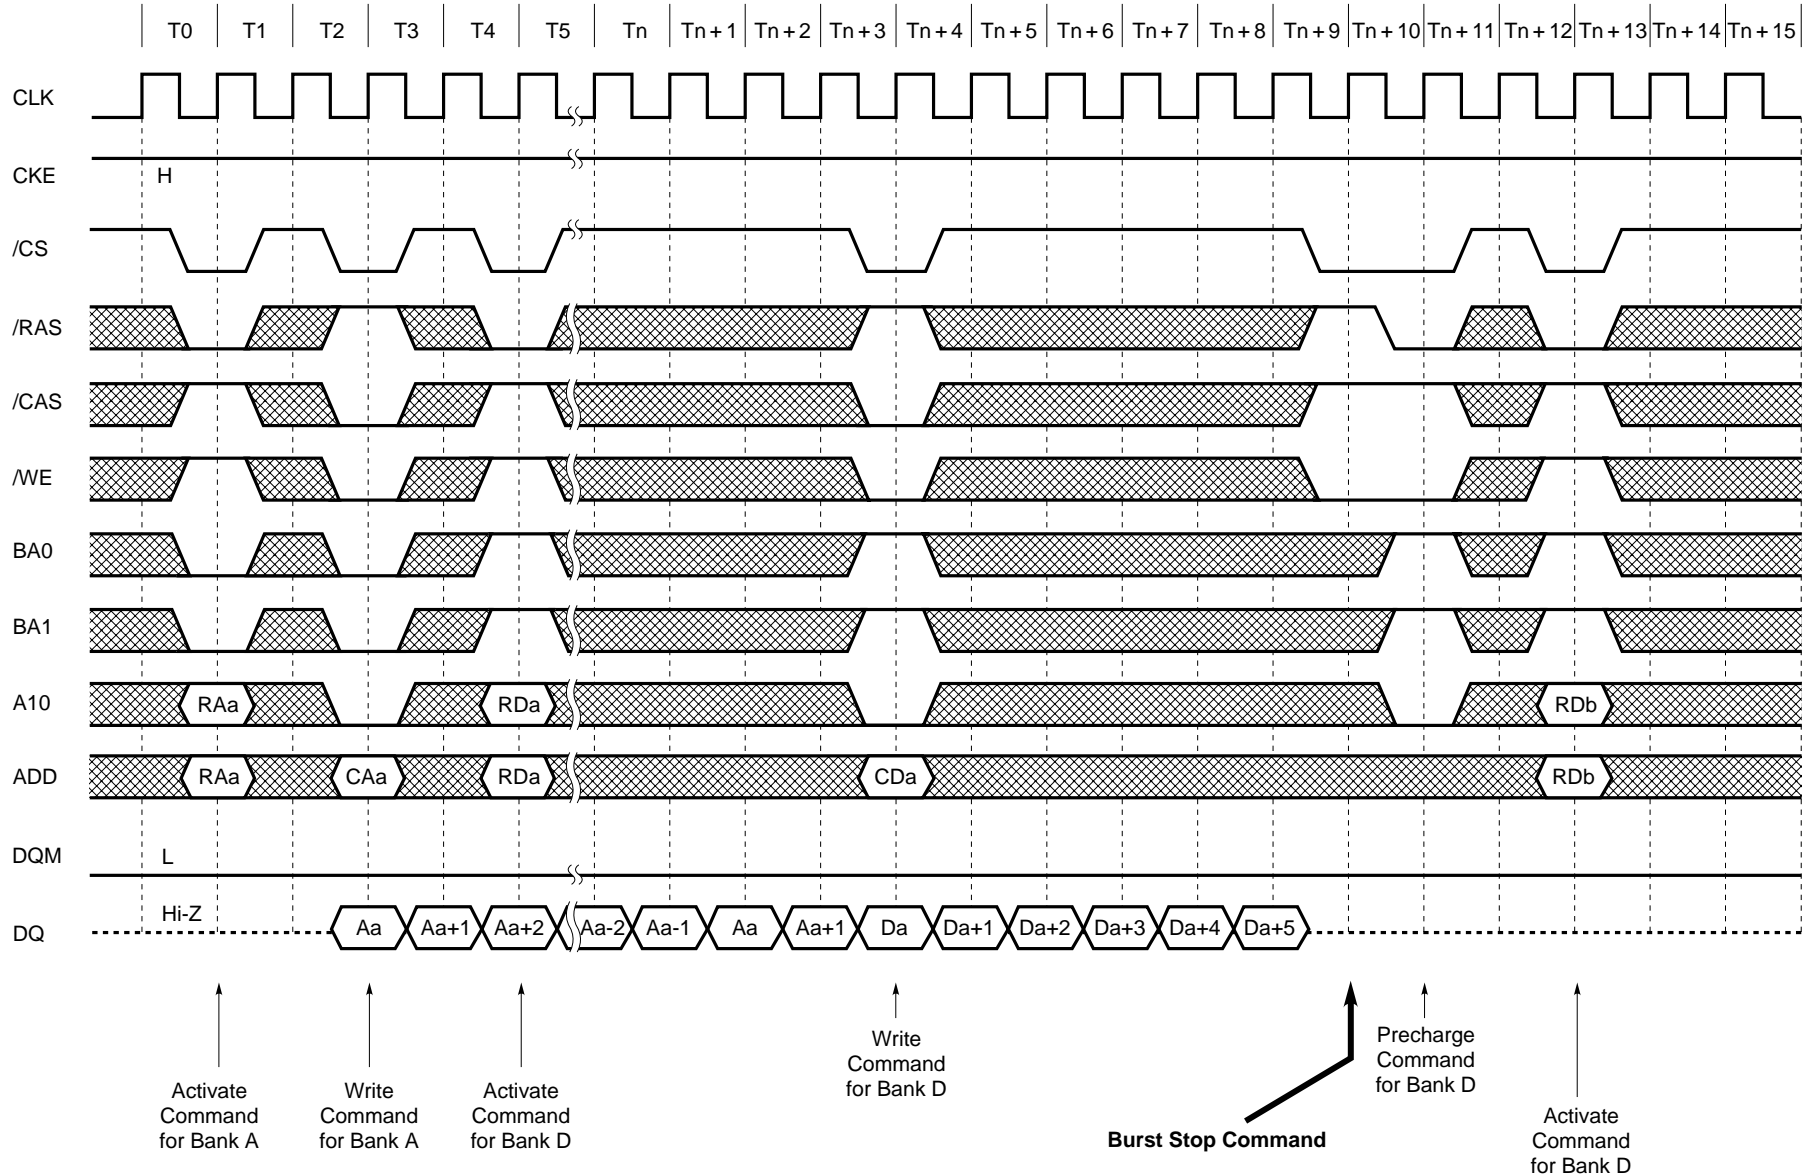 T0 T1 T2 T3 T4 T5 Tn Tn + 1 Tn + 2 Tn + 3 Tn + 4 Tn + 5 Tn + 6 Tn + 7 Tn + 8 Tn + 9 Tn + 10 Tn + 11 Tn + 12 Tn + 13 Tn + 14 Tn + 15
CLK
CKE H
/CS
/RAS
/CAS
/WE
BA0
BA1
A10 RAa RDa RDb
ADD RAa CAa RDa CDa RDb
DQM L
DQ Hi-Z Aa Aa+1 Aa+2 Aa-2 Aa-1 Aa Aa+1 Da Da+1 Da+2 Da+3 Da+4 Da+5
Activate
Command
for Bank A
Write
Command
for Bank A
Activate
Command
for Bank D
Write
Command
for Bank D
Burst Stop Command
Precharge
Command
for Bank D
Activate
Command
for Bank D